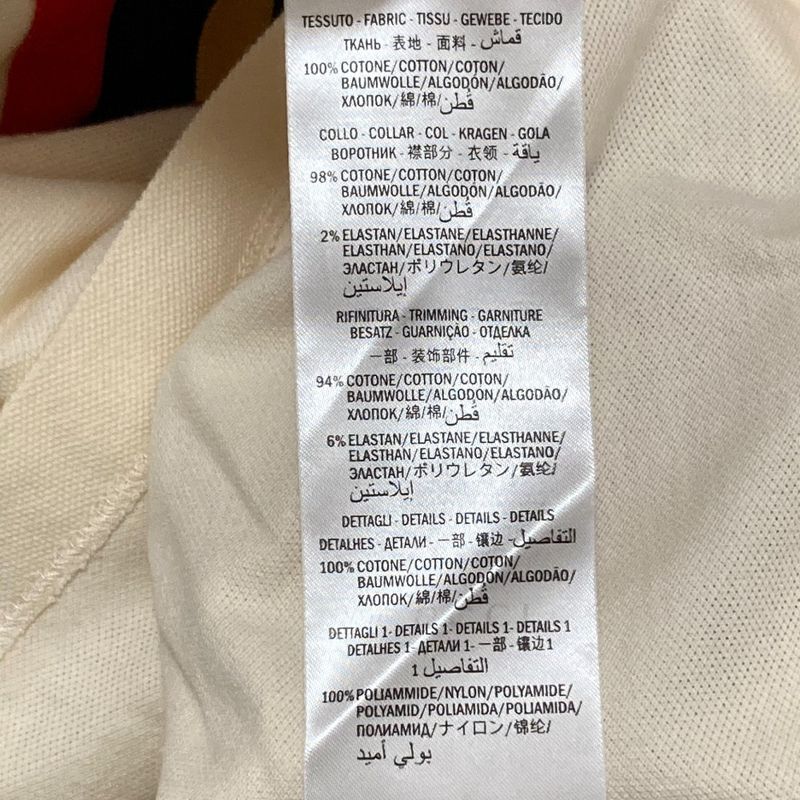 TESSUTO - FABRIC - TISSU - GEWEBE - TECIDO
ТКАНЬ - 表地 - 面料 - قماش
100% COTONE/COTTON/COTON/
BAUMWOLLE/ALGODÓN/ALGODÃO/
ХЛОПОК/綿/棉/قطن
COLLO - COLLAR - COL - KRAGEN - GOLA
ВОРОТНИК - 襟部分 - 衣领 - ياقة
98% COTONE/COTTON/COTON/
BAUMWOLLE/ALGODÓN/ALGODÃO/
ХЛОПОК/綿/棉/قطن
2% ELASTAN/ELASTANE/ELASTHANNE/
ELASTHAN/ELASTANO/ELASTANO/
ЭЛАСТАН/ポリウレタン/氨纶/
إيلاستين
RIFINITURA - TRIMMING - GARNITURE
BESATZ - GUARNIÇÃO - ОТДЕЛКА
一部 - 装饰部件 - تقليم
94% COTONE/COTTON/COTON/
BAUMWOLLE/ALGODÓN/ALGODÃO/
ХЛОПОК/綿/棉/قطن
6% ELASTAN/ELASTANE/ELASTHANNE/
ELASTHAN/ELASTANO/ELASTANO/
ЭЛАСТАН/ポリウレタン/氨纶/
إيلاستين
DETTAGLI - DETAILS - DETAILS - DETAILS
DETALHES - ДЕТАЛИ - 一部 - 镶边 - التفاصيل
100% COTONE/COTTON/COTON/
BAUMWOLLE/ALGODÓN/ALGODÃO/
ХЛОПОК/綿/棉/قطن
DETTAGLI 1- DETAILS 1- DETAILS 1- DETAILS 1
DETALHES 1- ДЕТАЛИ 1- 一部 - 镶边1
التفاصيل 1
100% POLIAMMIDE/NYLON/POLYAMIDE/
POLYAMID/POLIAMIDA/POLIAMIDA/
ПОЛИАМИД/ナイロン/锦纶/
بولي أميد